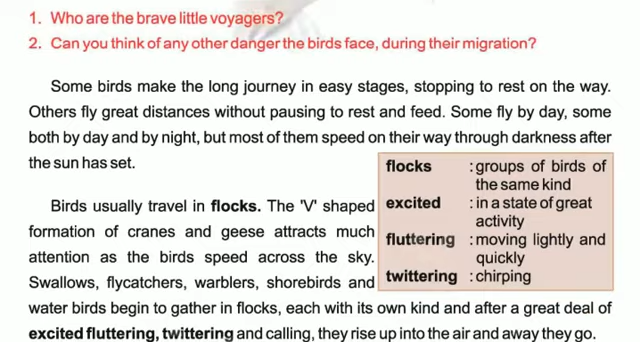 1. Who are the brave little voyagers?
2. Can you think of any other danger the birds face, during their migration?
Some birds make the long journey in easy stages, stopping to rest on the way.
Others fly great distances without pausing to rest and feed. Some fly by day, some
both by day and by night, but most of them speed on their way through darkness after
the sun has set.
Birds usually travel in flocks. The 'V' shaped
formation of cranes and geese attracts much
attention as the birds speed across the sky.
Swallows, flycatchers, warblers, shorebirds and
water birds begin to gather in flocks, each with its own kind and after a great deal of
excited fluttering, twittering and calling, they rise up into the air and away they go.
flocks : groups of birds of
the same kind
excited : in a state of great
activity
fluttering : moving lightly and
quickly
twittering : chirping